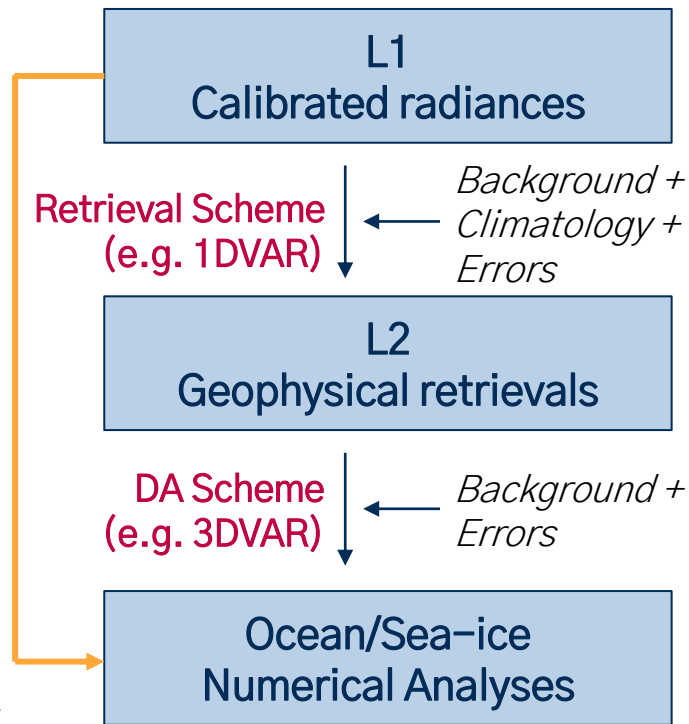 L1
Calibrated radiances
Retrieval Scheme
(e.g. 1DVAR)
Background +
Climatology +
Errors
L2
Geophysical retrievals
DA Scheme
(e.g. 3DVAR)
Background +
Errors
Ocean/Sea-ice
Numerical Analyses